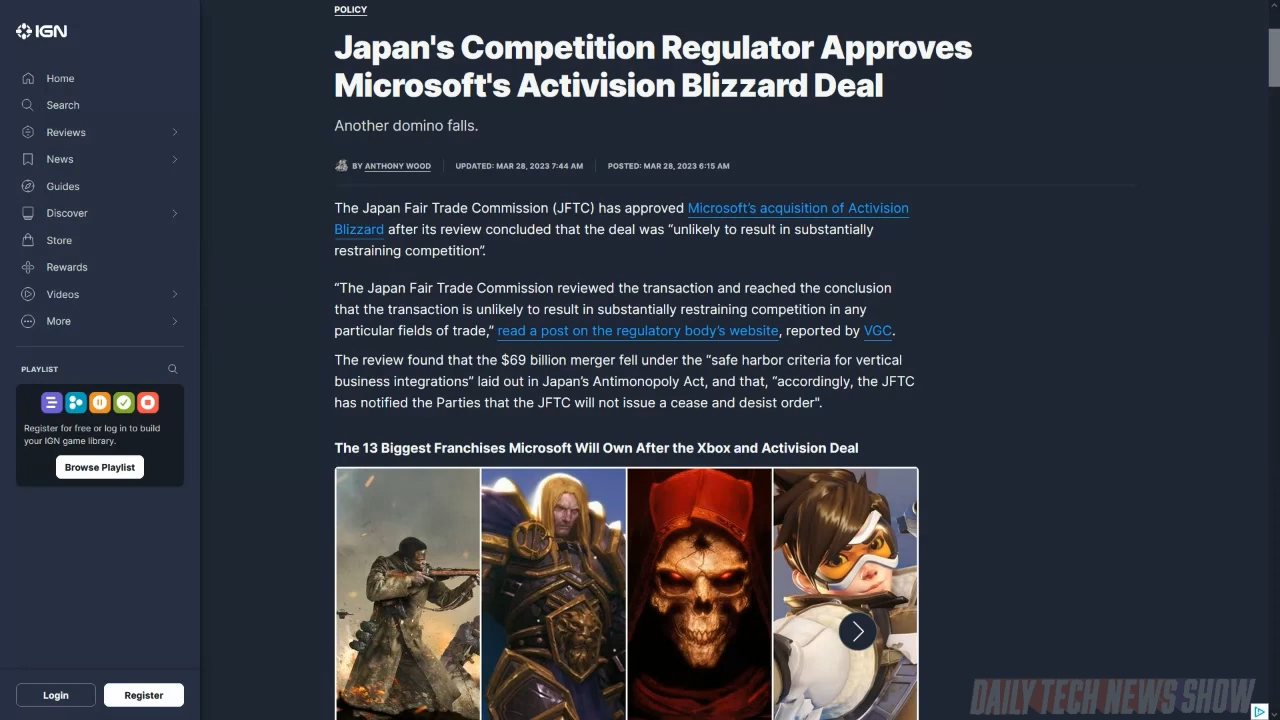 IGN
Home
Search
Reviews
News
Guides
Discover
Store
Rewards
Videos
More
PLAYLIST
Register for free or log in to build
your IGN game library.
Browse Playlist
Login
Register
POLICY
Japan's Competition Regulator Approves
Microsoft's Activision Blizzard Deal
Another domino falls.
BY ANTHONY WOOD UPDATED: MAR 28, 2023 7:44 AM POSTED: MAR 28, 2023 6:15 AM
The Japan Fair Trade Commission (JFTC) has approved Microsoft’s acquisition of Activision
Blizzard after its review concluded that the deal was “unlikely to result in substantially
restraining competition”.
“The Japan Fair Trade Commission reviewed the transaction and reached the conclusion
that the transaction is unlikely to result in substantially restraining competition in any
particular fields of trade,” read a post on the regulatory body’s website, reported by VGC.
The review found that the $69 billion merger fell under the “safe harbor criteria for vertical
business integrations” laid out in Japan’s Antimonopoly Act, and that, “accordingly, the JFTC
has notified the Parties that the JFTC will not issue a cease and desist order".
The 13 Biggest Franchises Microsoft Will Own After the Xbox and Activision Deal
DAILY TECH NEWS SHOW